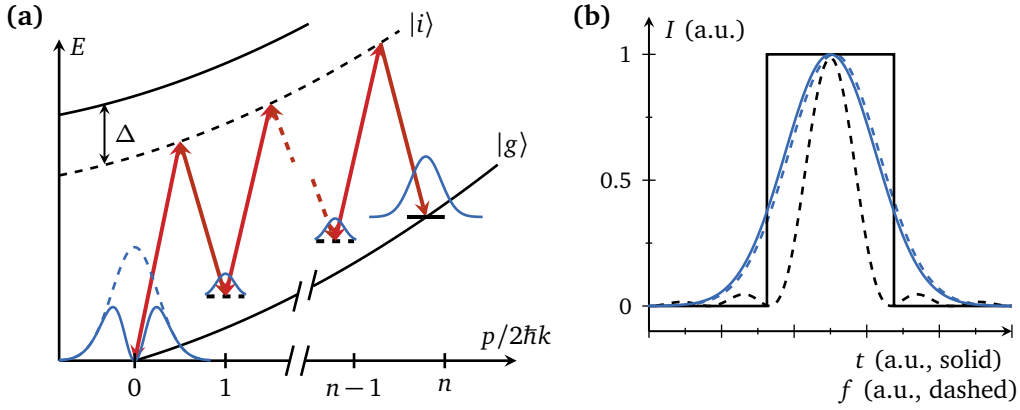 (a)
E
|i⟩
Δ
|g⟩
p/2ħk
0
1
n−1
n
(b)
I (a.u.)
1
0.5
0
t (a.u., solid)
f (a.u., dashed)